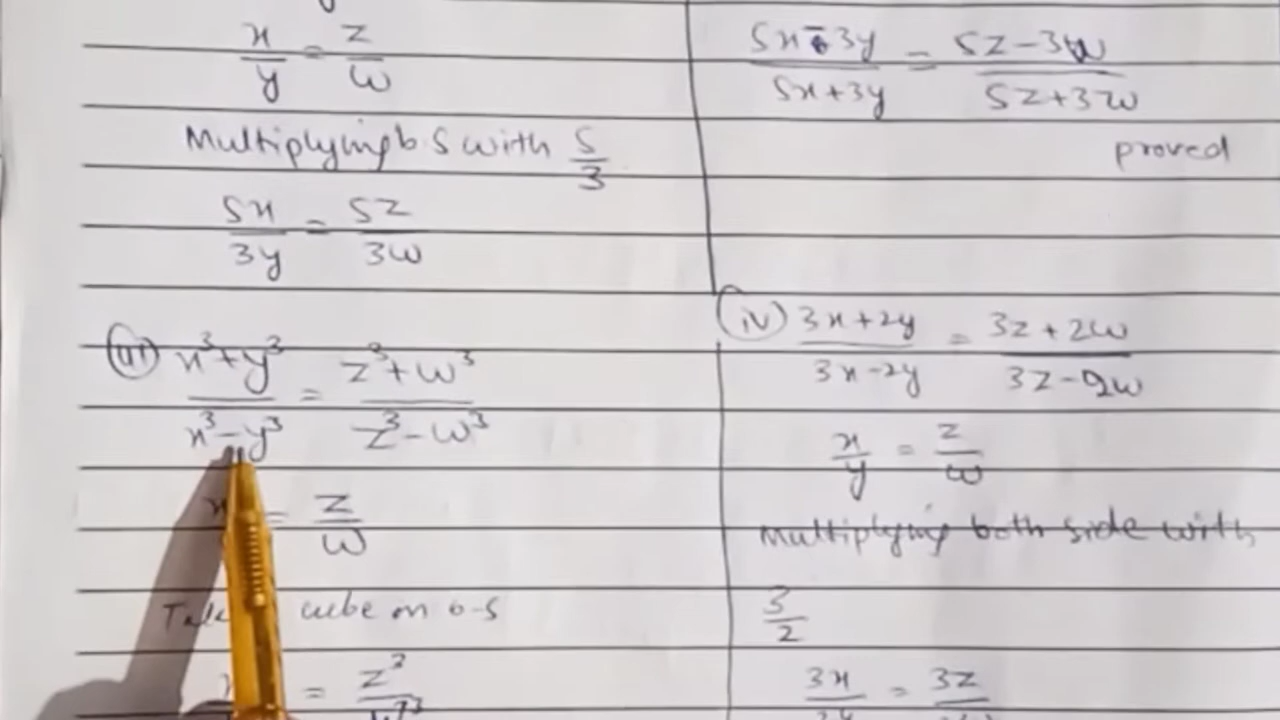 x/y = z/w
Multiplying b S with 5/3
5x/3y = 5z/3w
(iii) x³+y³/x³-y³ = z³+w³/z³-w³
= z/w
cube on b-S
= z³/w³
5x-3y/5x+3y = 5z-3w/5z+3w
proved
(iv) 3x+2y/3x-2y = 3z+2w/3z-2w
x/y = z/w
Multiplying both side with
3/2
3x = 3z